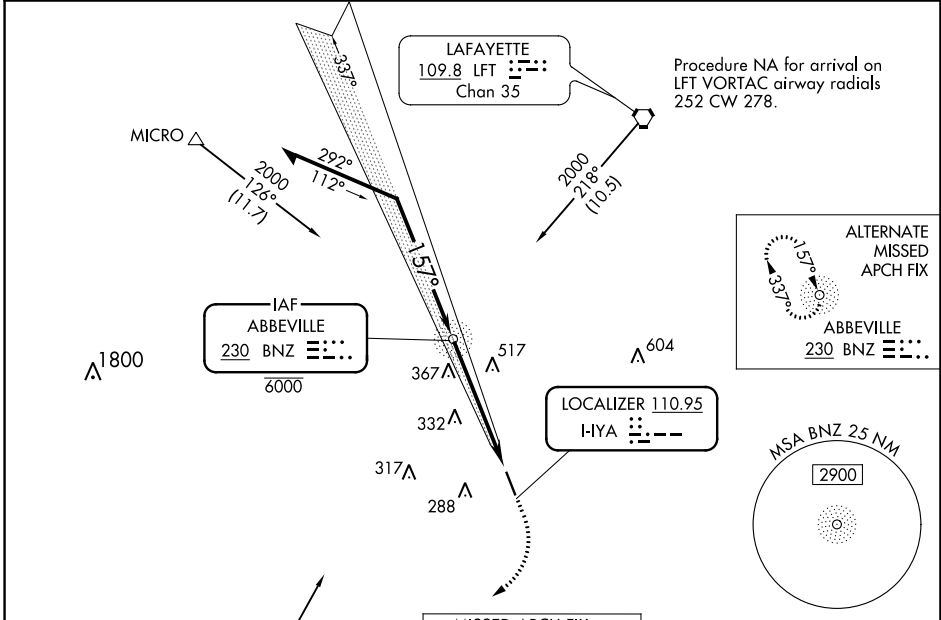 LAFAYETTE
109.8 LFT
Chan 35
Procedure NA for arrival on
LFT VORTAC airway radials
252 CW 278.
337°
MICRO
2000
126°
(11.7)
292°
112°
2000
218°
(10.5)
157°
ALTERNATE
MISSED
APCH FIX
157°
337°
ABBEVILLE
230 BNZ
IAF
ABBEVILLE
230 BNZ
6000
1800
367
517
604
332
LOCALIZER 110.95
I-IYA
317
288
MSA BNZ 25 NM
2900
MISSED APCH FIX